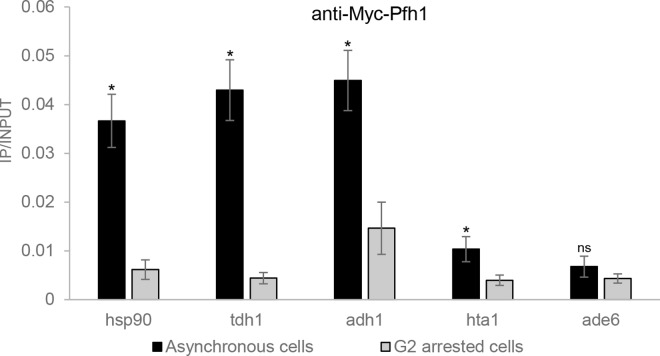 anti-Myc-Pfh1
0.06
0.05
0.04
0.03
0.02
0.01
0
IP/INPUT
* * * * ns
hsp90 tdh1 adh1 hta1 ade6
Asynchronous cells G2 arrested cells